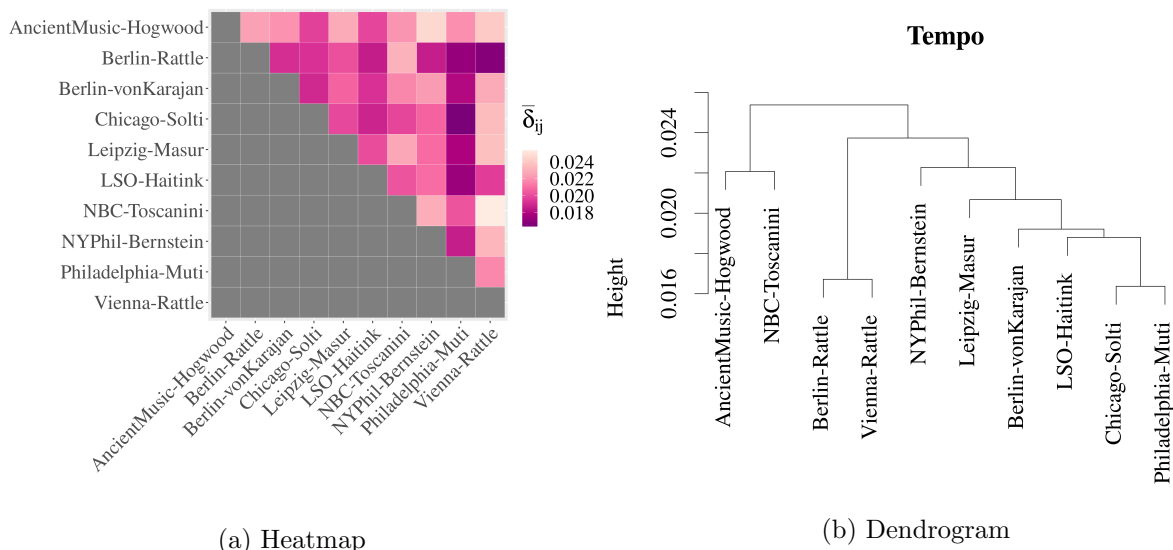 AncientMusic-Hogwood
Berlin-Rattle
Berlin-vonKarajan
Chicago-Solti
Leipzig-Masur
LSO-Haitink
NBC-Toscanini
NYPhil-Bernstein
Philadelphia-Muti
Vienna-Rattle
AncientMusic-Hogwood
Berlin-Rattle
Berlin-vonKarajan
Chicago-Solti
Leipzig-Masur
LSO-Haitink
NBC-Toscanini
NYPhil-Bernstein
Philadelphia-Muti
Vienna-Rattle
δ̅ij
0.024
0.022
0.020
0.018
(a) Heatmap
Tempo
Height
0.016
0.020
0.024
AncientMusic-Hogwood
NBC-Toscanini
Berlin-Rattle
Vienna-Rattle
NYPhil-Bernstein
Leipzig-Masur
Berlin-vonKarajan
LSO-Haitink
Chicago-Solti
Philadelphia-Muti
(b) Dendrogram